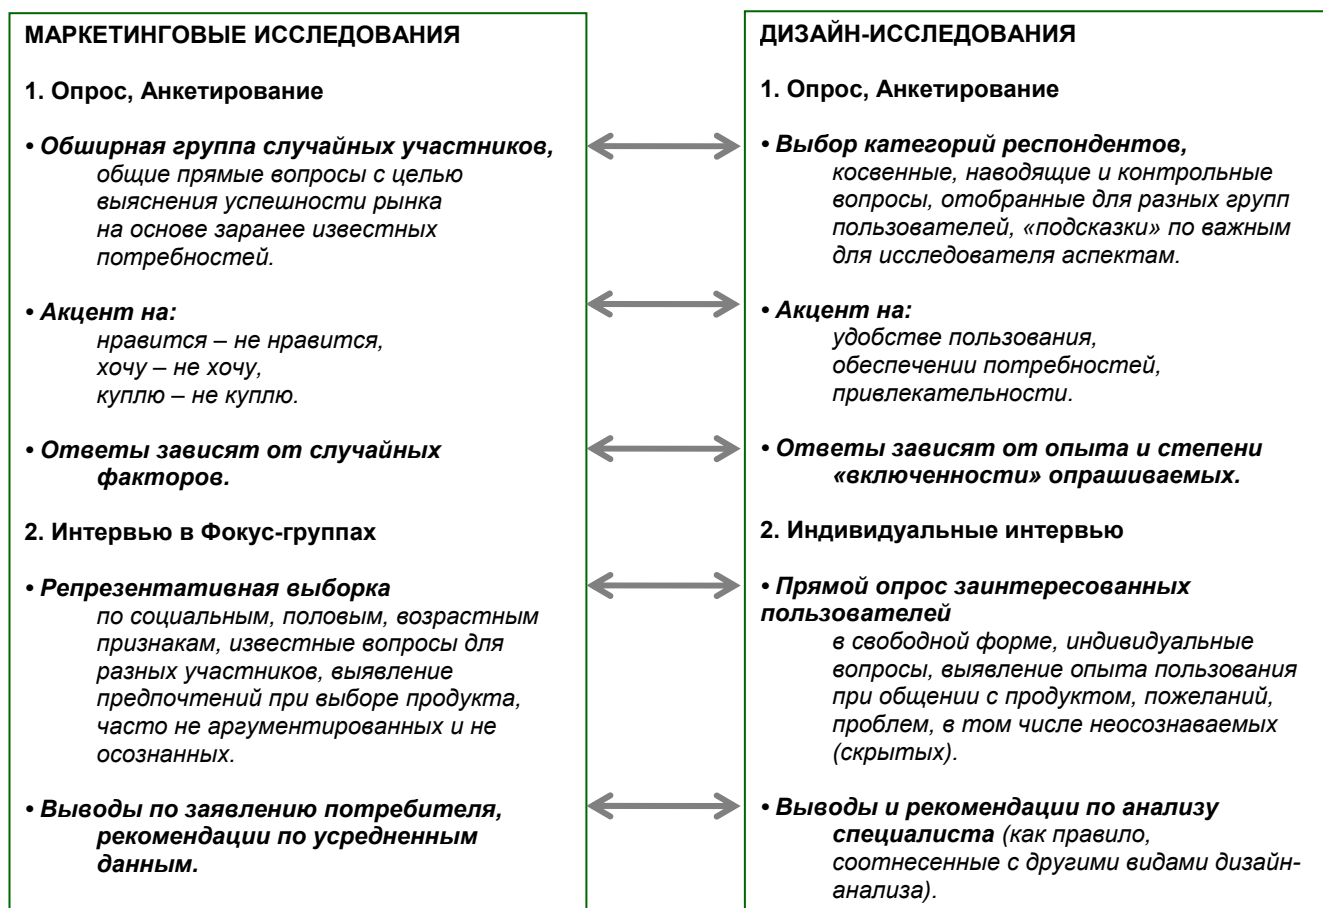 МАРКЕТИНГОВЫЕ ИССЛЕДОВАНИЯ
1. Опрос, Анкетирование
• Обширная группа случайных участников,
общие прямые вопросы с целью
выяснения успешности рынка
на основе заранее известных
потребностей.
• Акцент на:
нравится – не нравится,
хочу – не хочу,
куплю – не куплю.
• Ответы зависят от случайных
факторов.
2. Интервью в Фокус-группах
• Репрезентативная выборка
по социальным, половым, возрастным
признакам, известные вопросы для
разных участников, выявление
предпочтений при выборе продукта,
часто не аргументированных и не
осознанных.
• Выводы по заявлению потребителя,
рекомендации по усредненным
данным.
ДИЗАЙН-ИССЛЕДОВАНИЯ
1. Опрос, Анкетирование
• Выбор категорий респондентов,
косвенные, наводящие и контрольные
вопросы, отобранные для разных групп
пользователей, «подсказки» по важным
для исследователя аспектам.
• Акцент на:
удобстве пользования,
обеспечении потребностей,
привлекательности.
• Ответы зависят от опыта и степени
«включенности» опрашиваемых.
2. Индивидуальные интервью
• Прямой опрос заинтересованных
пользователей
в свободной форме, индивидуальные
вопросы, выявление опыта пользования
при общении с продуктом, пожеланий,
проблем, в том числе неосознаваемых
(скрытых).
• Выводы и рекомендации по анализу
специалиста (как правило,
соотнесенные с другими видами дизайн-
анализа).